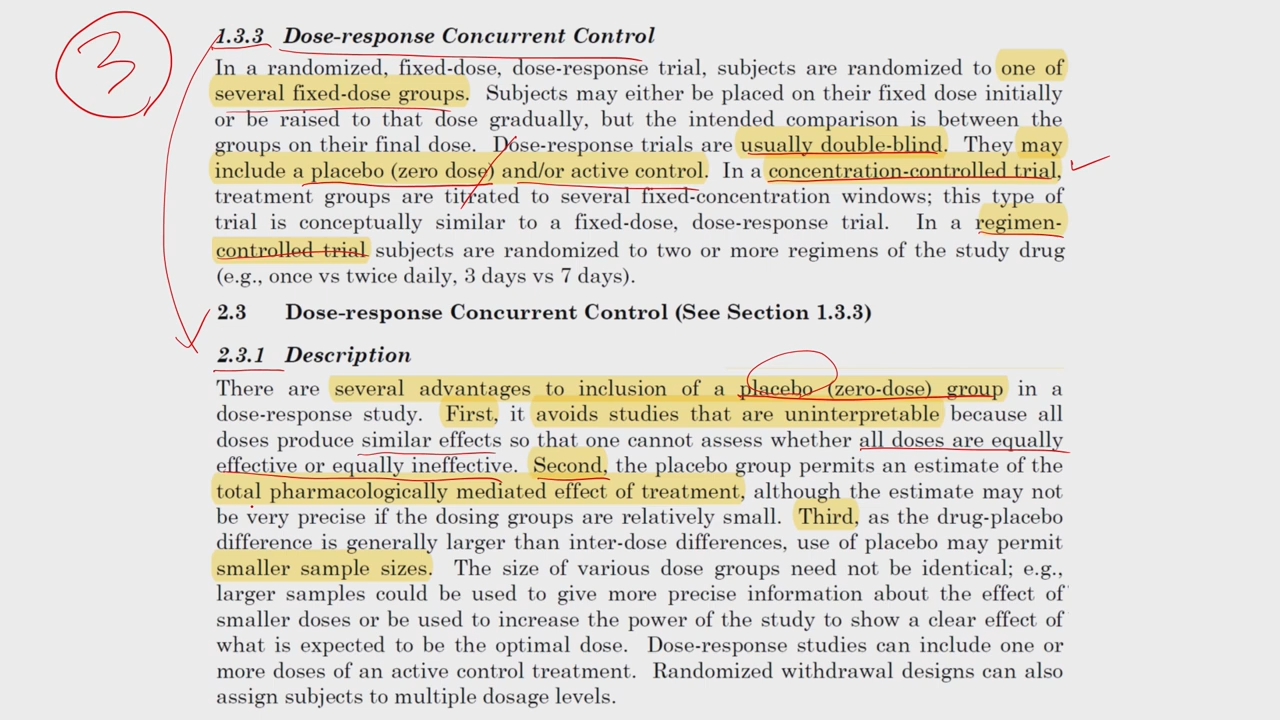 3
1.3.3 Dose-response Concurrent Control
In a randomized, fixed-dose, dose-response trial, subjects are randomized to one of
several fixed-dose groups. Subjects may either be placed on their fixed dose initially
or be raised to that dose gradually, but the intended comparison is between the
groups on their final dose. Dose-response trials are usually double-blind. They may
include a placebo (zero dose) and/or active control. In a concentration-controlled trial,
treatment groups are titrated to several fixed-concentration windows; this type of
trial is conceptually similar to a fixed-dose, dose-response trial. In a regimen-
controlled trial subjects are randomized to two or more regimens of the study drug
(e.g., once vs twice daily, 3 days vs 7 days).
2.3 Dose-response Concurrent Control (See Section 1.3.3)
2.3.1 Description
There are several advantages to inclusion of a placebo (zero-dose) group in a
dose-response study. First, it avoids studies that are uninterpretable because all
doses produce similar effects so that one cannot assess whether all doses are equally
effective or equally ineffective. Second, the placebo group permits an estimate of the
total pharmacologically mediated effect of treatment, although the estimate may not
be very precise if the dosing groups are relatively small. Third, as the drug-placebo
difference is generally larger than inter-dose differences, use of placebo may permit
smaller sample sizes. The size of various dose groups need not be identical; e.g.,
larger samples could be used to give more precise information about the effect of
smaller doses or be used to increase the power of the study to show a clear effect of
what is expected to be the optimal dose. Dose-response studies can include one or
more doses of an active control treatment. Randomized withdrawal designs can also
assign subjects to multiple dosage levels.